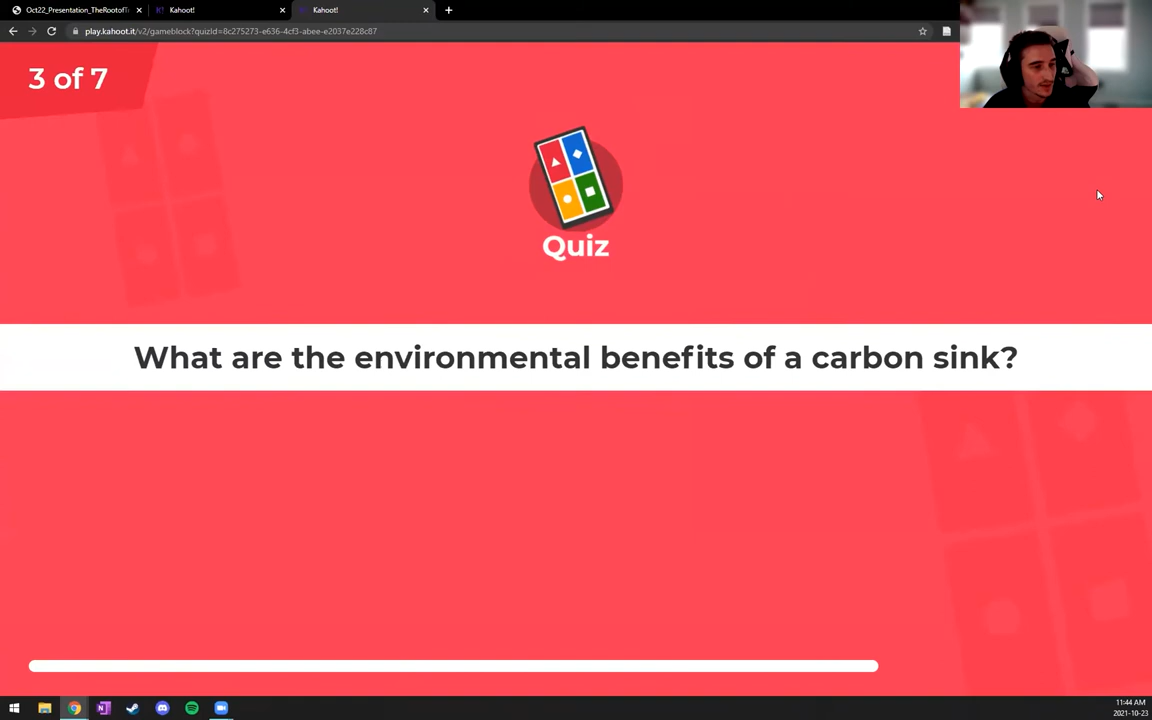 Oct22_Presentation_TheRootofTr
Kahoot!
Kahoot!
play.kahoot.it/v2/gameblock?quizId=8c275273-e636-4cf3-abee-e2037e228c87
3 of 7
Quiz
What are the environmental benefits of a carbon sink?
11:44 AM
2021-10-23